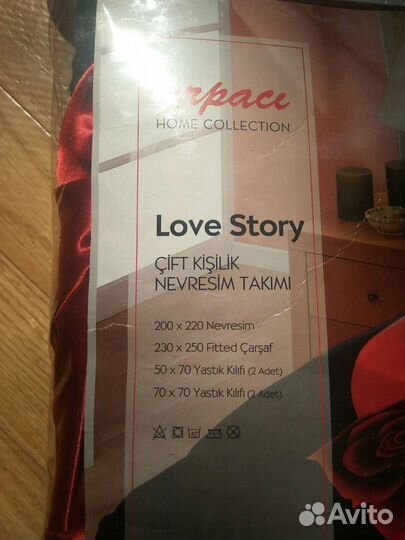 HOME COLLECTION
Love Story
ÇİFT KİŞİLİK
NEVRESİM TAKIMI
200 x 220 Nevresim
230 x 250 Fitted Çarşaf
50 x 70 Yastık Kılıfı (2 Adet)
70 x 70 Yastık Kılıfı (2 Adet)
Avito